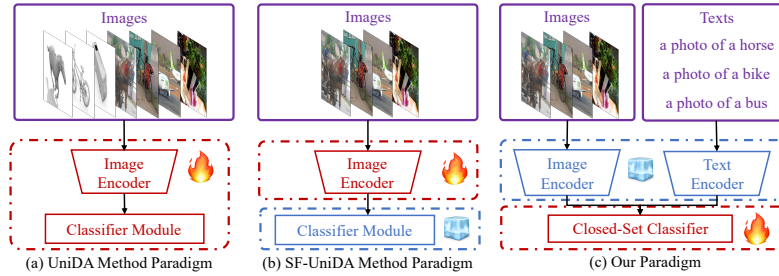 Images
Image
Encoder
Classifier Module
(a) UniDA Method Paradigm
Images
Image
Encoder
Classifier Module
(b) SF-UniDA Method Paradigm
Images
Texts
a photo of a horse
a photo of a bike
a photo of a bus
Image
Encoder
Text
Encoder
Closed-Set Classifier
(c) Our Paradigm